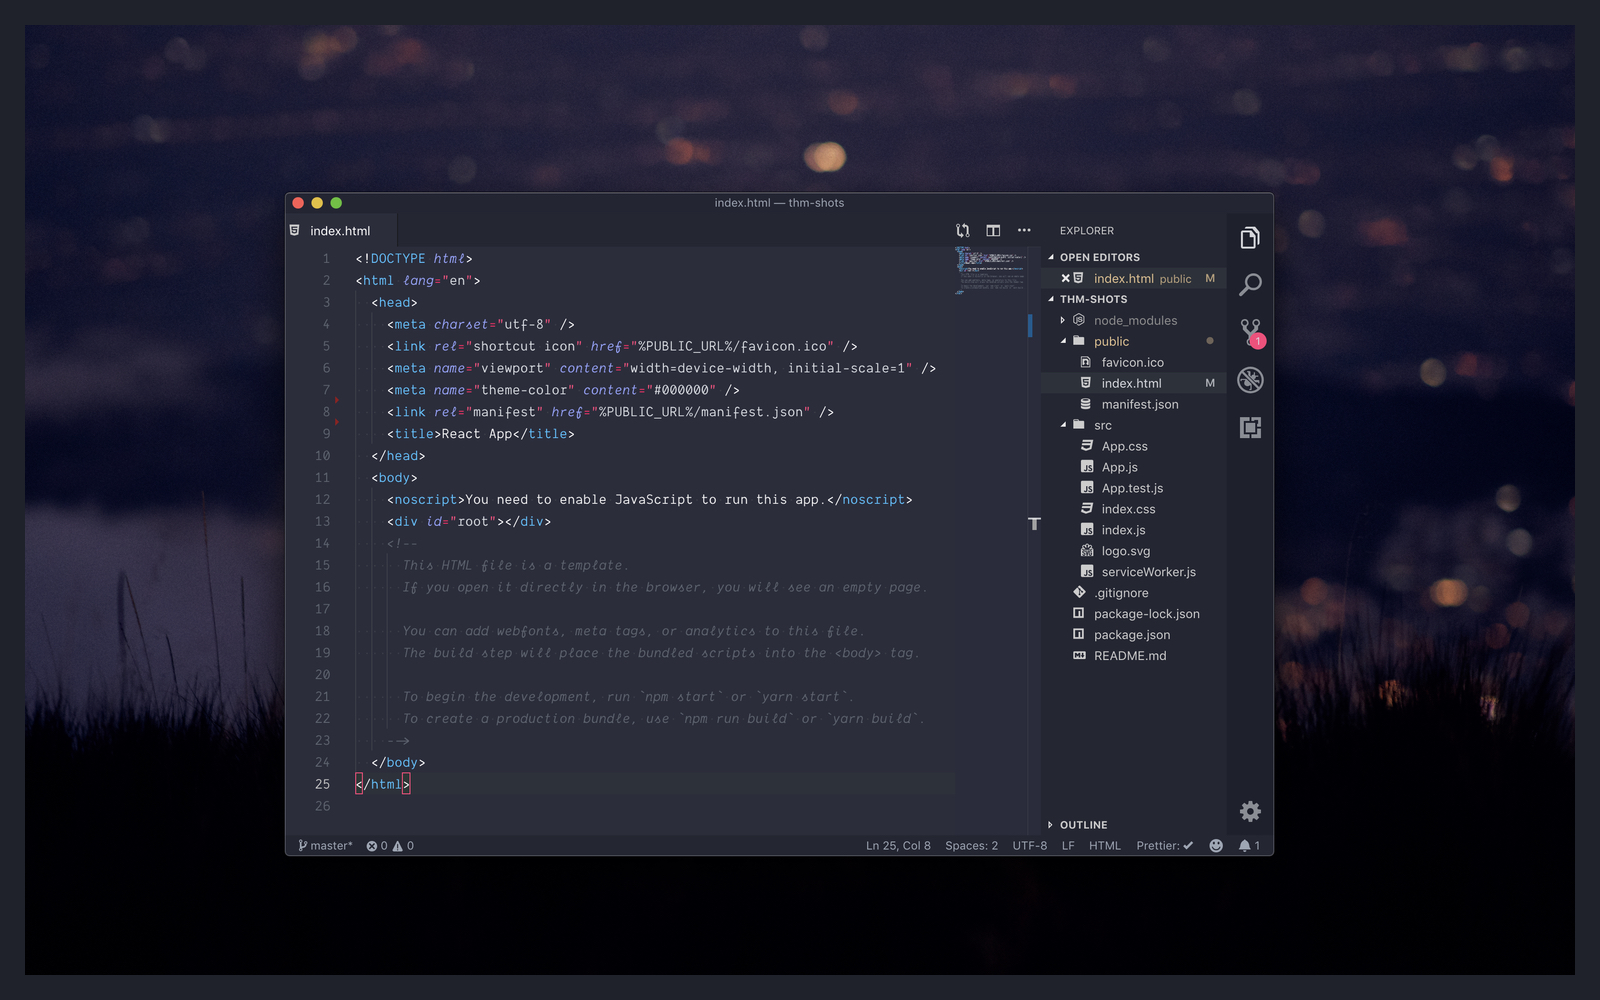 index.html — thm-shots
index.html
1 <!DOCTYPE html>
2 <html lang="en">
3 <head>
4 <meta charset="utf-8" />
5 <link rel="shortcut icon" href="%PUBLIC_URL%/favicon.ico" />
6 <meta name="viewport" content="width=device-width, initial-scale=1" />
7 <meta name="theme-color" content="#000000" />
8 <link rel="manifest" href="%PUBLIC_URL%/manifest.json" />
9 <title>React App</title>
10 </head>
11 <body>
12 <noscript>You need to enable JavaScript to run this app.</noscript>
13 <div id="root"></div>
14 <!--
15 This HTML file is a template.
16 If you open it directly in the browser, you will see an empty page.
17
18 You can add webfonts, meta tags, or analytics to this file.
19 The build step will place the bundled scripts into the <body> tag.
20
21 To begin the development, run `npm start` or `yarn start`.
22 To create a production bundle, use `npm run build` or `yarn build`.
23 -->
24 </body>
25 </html>
26
T
EXPLORER
OPEN EDITORS
index.html public M
THM-SHOTS
node_modules
public
favicon.ico
index.html M
manifest.json
src
App.css
JS App.js
JS App.test.js
index.css
JS index.js
logo.svg
JS serviceWorker.js
.gitignore
package-lock.json
package.json
README.md
OUTLINE
1
master* 0 0
Ln 25, Col 8 Spaces: 2 UTF-8 LF HTML Prettier: ✓ 1